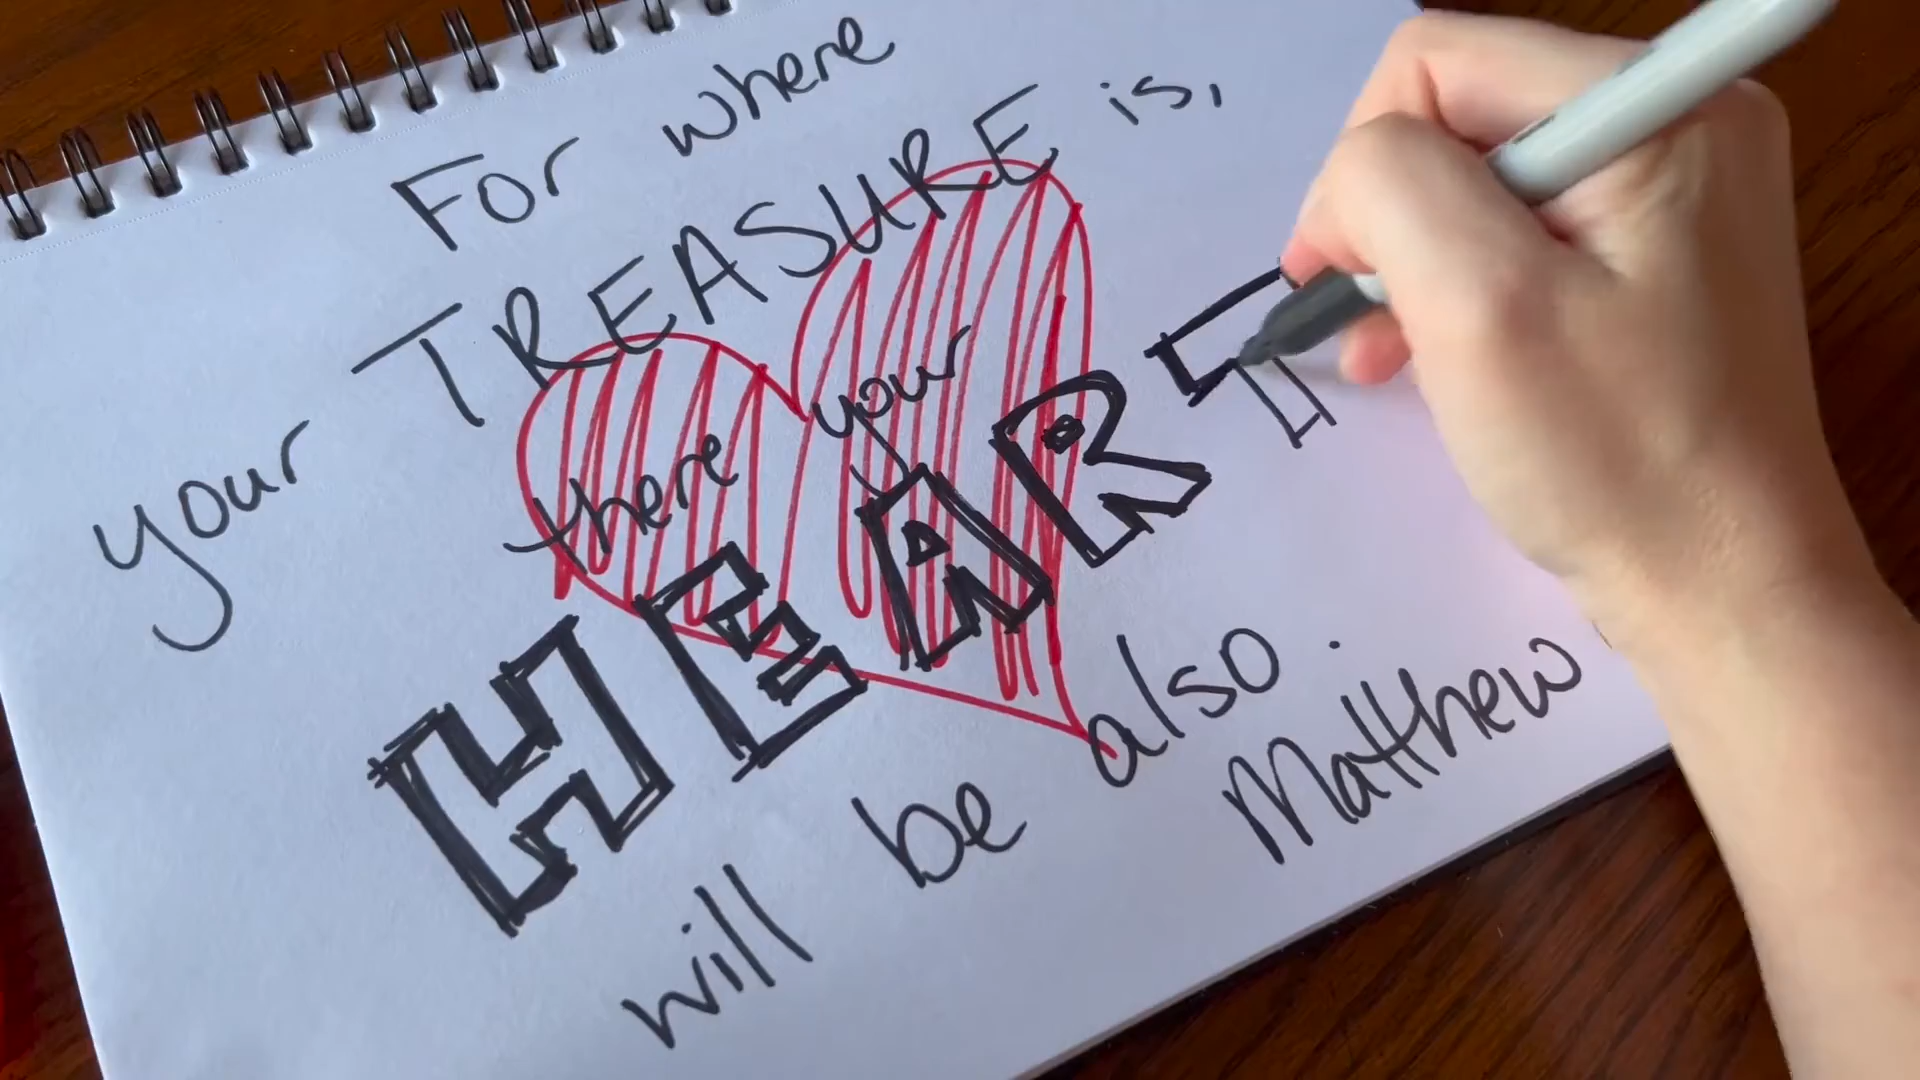 For where
your TREASURE is,
there your
HEART
will be also.
Matthew